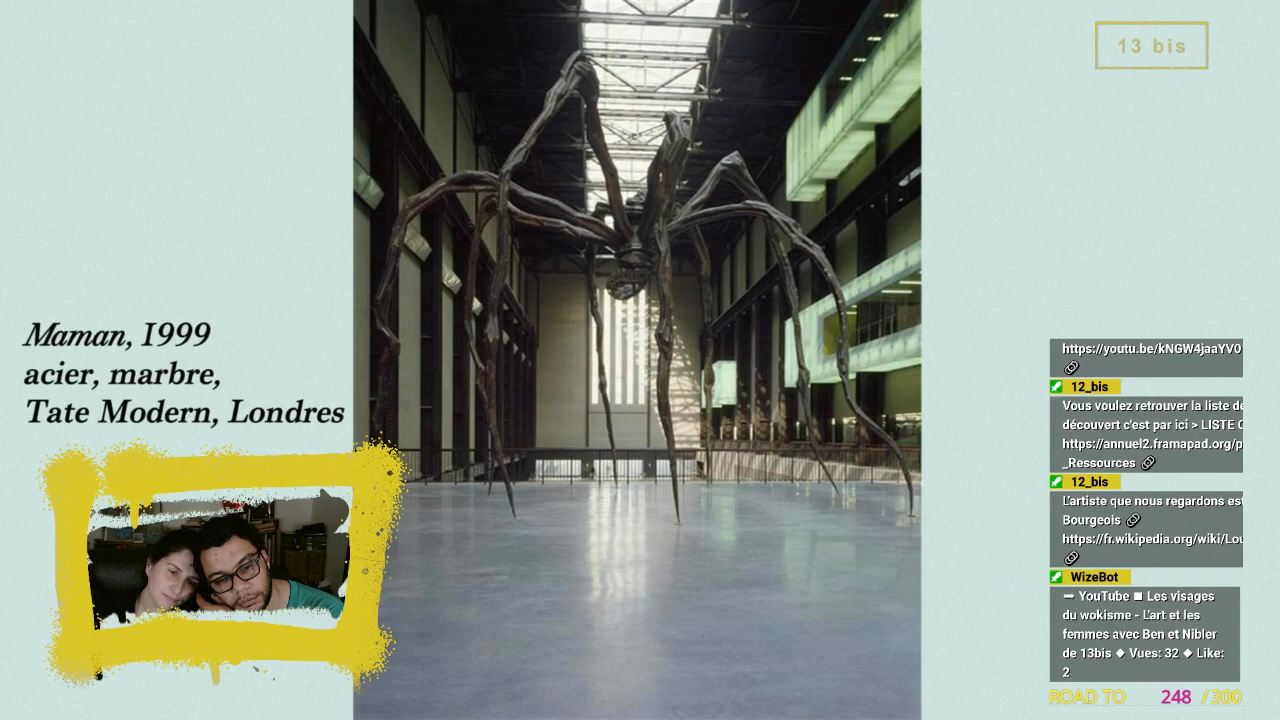 13 bis
Maman, 1999
acier, marbre,
Tate Modern, Londres
https://youtu.be/kNGW4jaaYV0
12_bis
Vous voulez retrouver la liste de
découvert c'est par ici > LISTE
https://annuel2.framapad.org/p
_Ressources
12_bis
L'artiste que nous regardons est
Bourgeois
https://fr.wikipedia.org/wiki/Lou
WizeBot
➞ YouTube ■ Les visages
du wokisme - L'art et les
femmes avec Ben et Nibler
de 13bis ◆ Vues: 32 ◆ Like:
2
ROAD TO 248 / 300